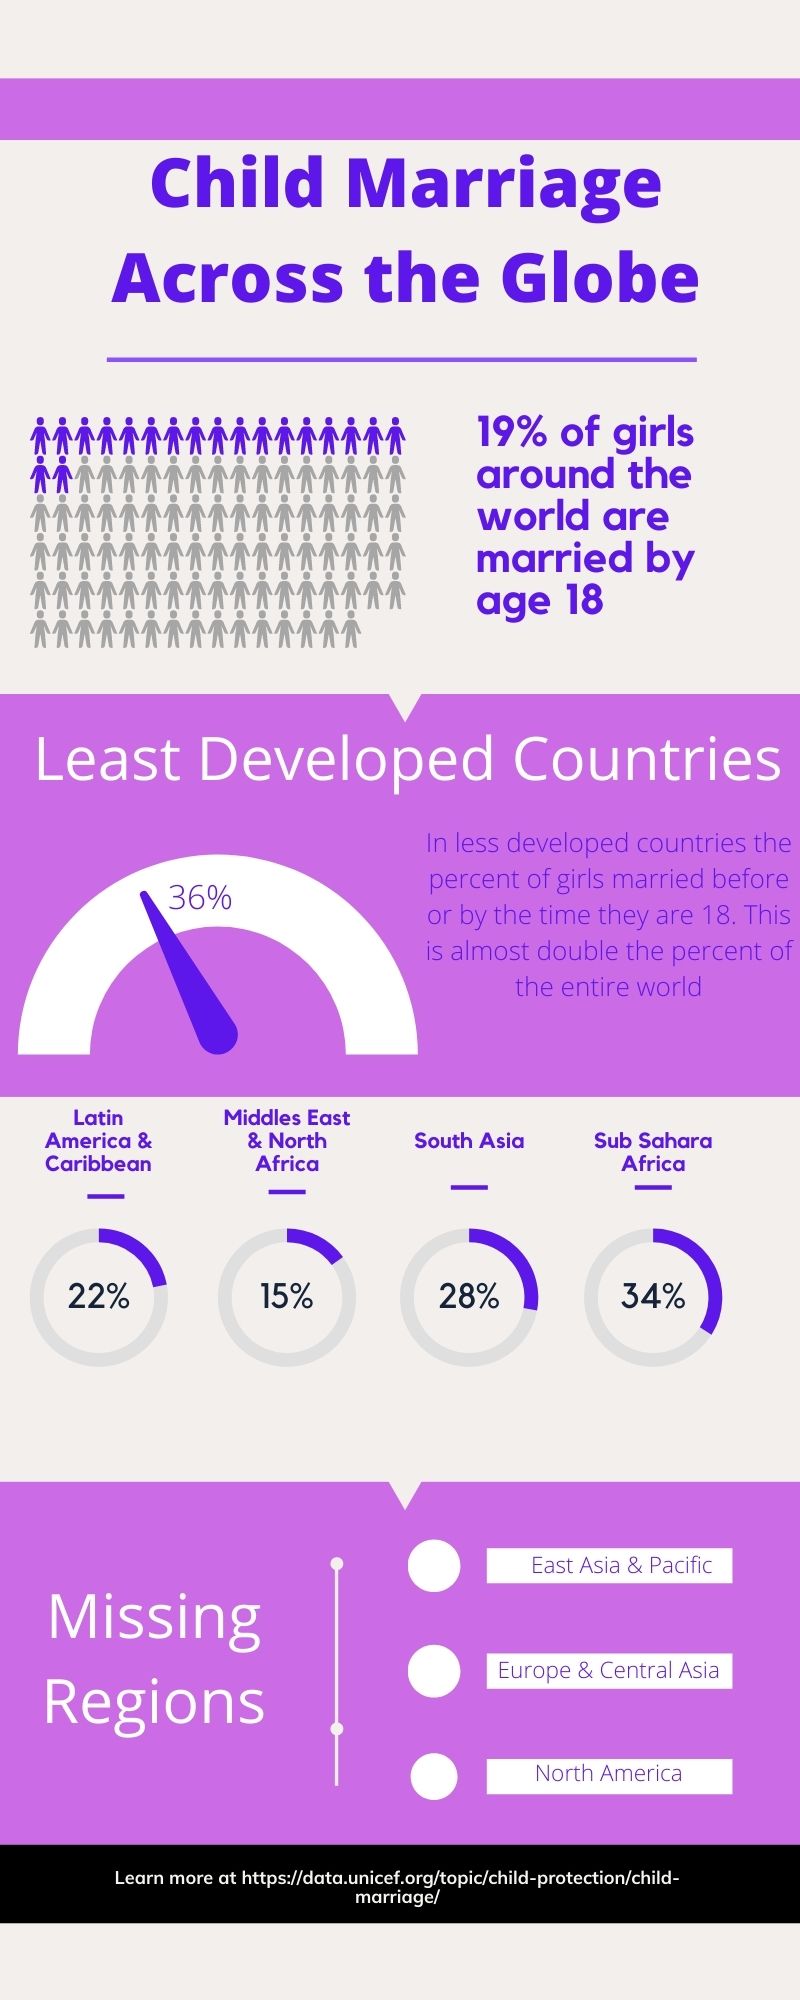 Child Marriage
Across the Globe
19% of girls
around the
world are
married by
age 18
Least Developed Countries
36%
In less developed countries the
percent of girls married before
or by the time they are 18. This
is almost double the percent of
the entire world
Latin
America &
Caribbean
Middles East
& North
Africa
South Asia
Sub Sahara
Africa
22%
15%
28%
34%
Missing
Regions
East Asia & Pacific
Europe & Central Asia
North America
Learn more at https://data.unicef.org/topic/child-protection/child-
marriage/